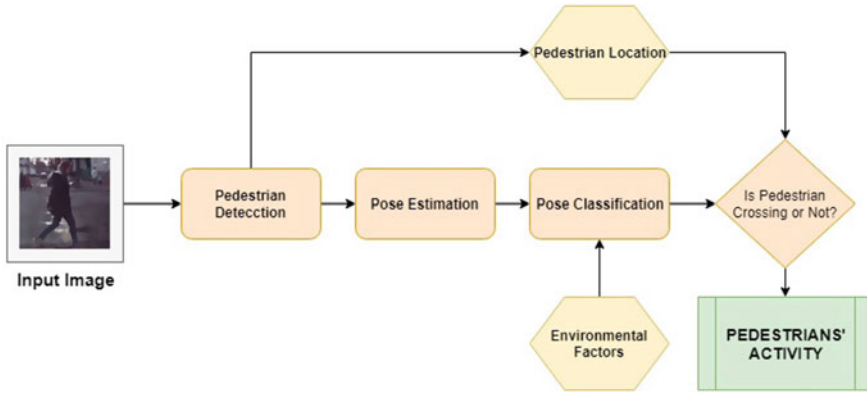 Pedestrian Location
Input Image
Pedestrian
Detecction
Pose Estimation
Pose Classification
Is Pedestrian
Crossing or Not?
Environmental
Factors
PEDESTRIANS'
ACTIVITY